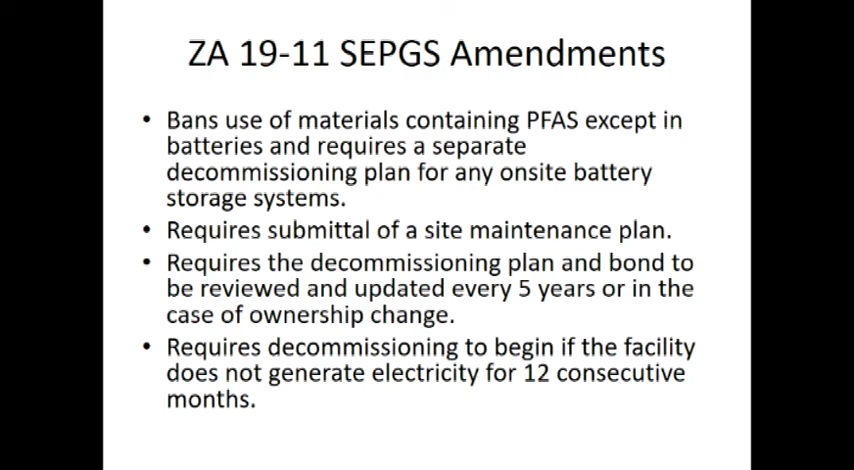 ZA 19-11 SEPGS Amendments
• Bans use of materials containing PFAS except in
batteries and requires a separate
decommissioning plan for any onsite battery
storage systems.
• Requires submittal of a site maintenance plan.
• Requires the decommissioning plan and bond to
be reviewed and updated every 5 years or in the
case of ownership change.
• Requires decommissioning to begin if the facility
does not generate electricity for 12 consecutive
months.